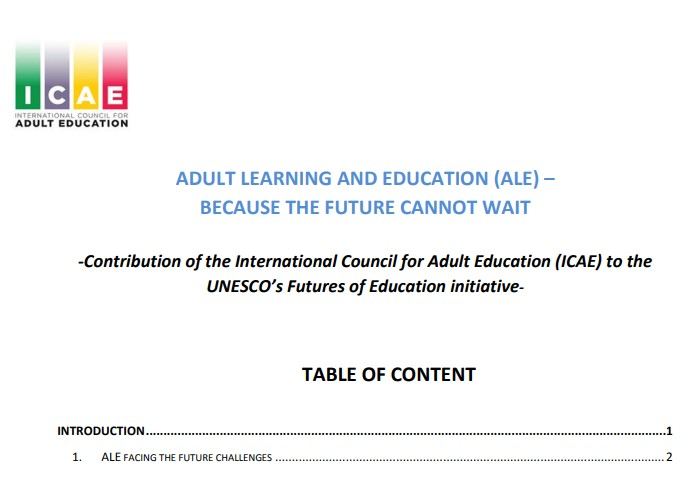 ICAE
INTERNATIONAL COUNCIL FOR
ADULT EDUCATION
ADULT LEARNING AND EDUCATION (ALE) –
BECAUSE THE FUTURE CANNOT WAIT
-Contribution of the International Council for Adult Education (ICAE) to the
UNESCO's Futures of Education initiative-
TABLE OF CONTENT
INTRODUCTION....................................................................................................1
1. ALE FACING THE FUTURE CHALLENGES ....................................................................................................2